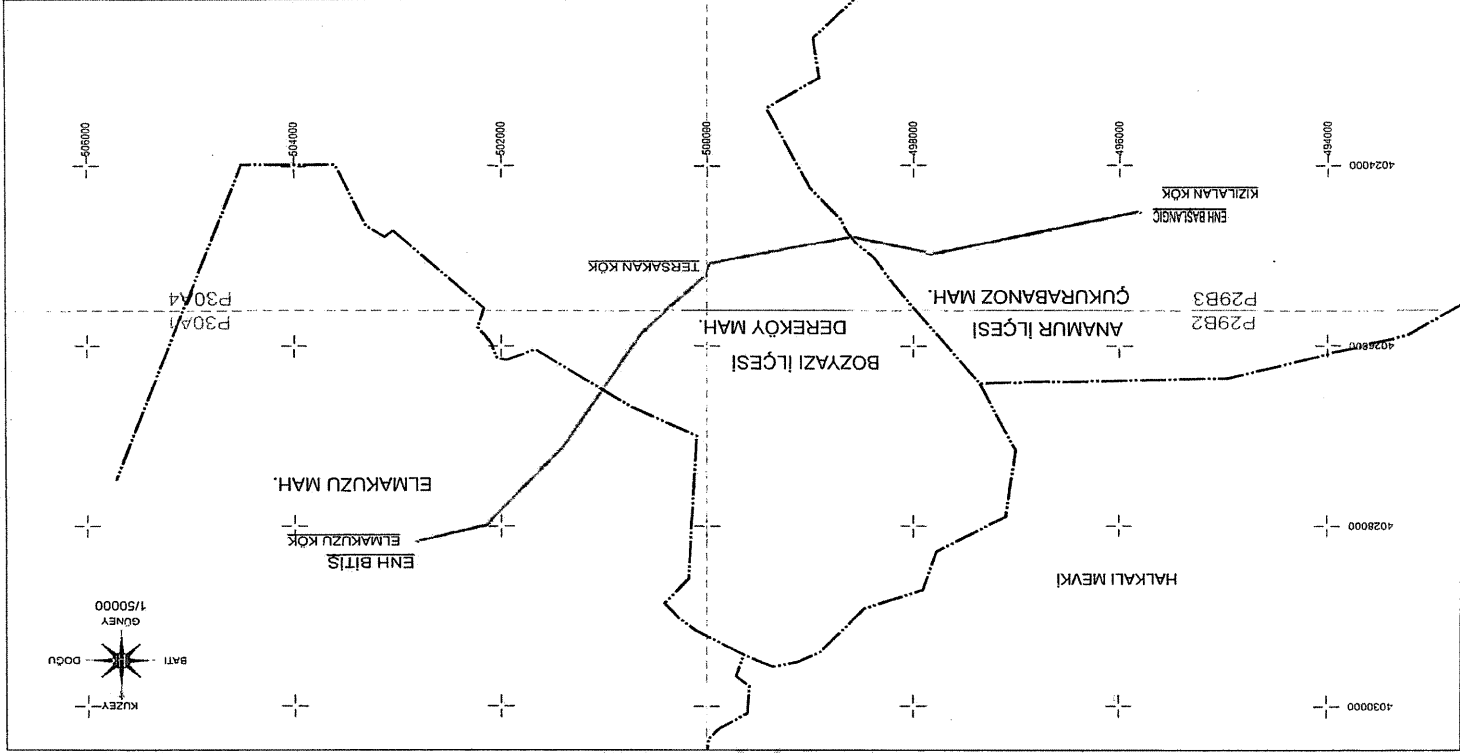 4030000
KUZEY
BATI DOĞU
GÜNEY
1/50000
HALKALI MEVKİ
ENH BİTİŞ
ELMAKUZU KÖK
4028000
ELMAKUZU MAH.
BOZYAZI İLÇESİ
DEREKÖY MAH.
4026000
P29B2
P29B3
ANAMUR İLÇESİ
ÇUKURABANOZ MAH.
P30A1
P30A4
TERSAKAN KÖK
ENH BAŞLANGIÇ
KIZILALAN KÖK
4024000
494000
496000
498000
500000
502000
504000
506000